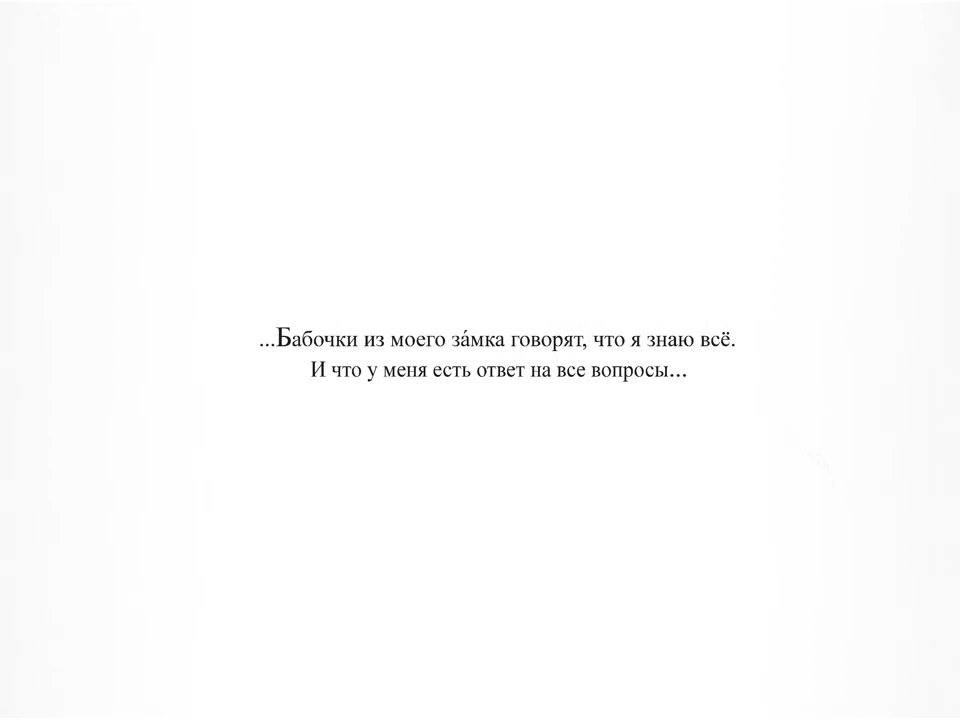 ...Бабочки из моего за́мка говорят, что я знаю всё.
И что у меня есть ответ на все вопросы...